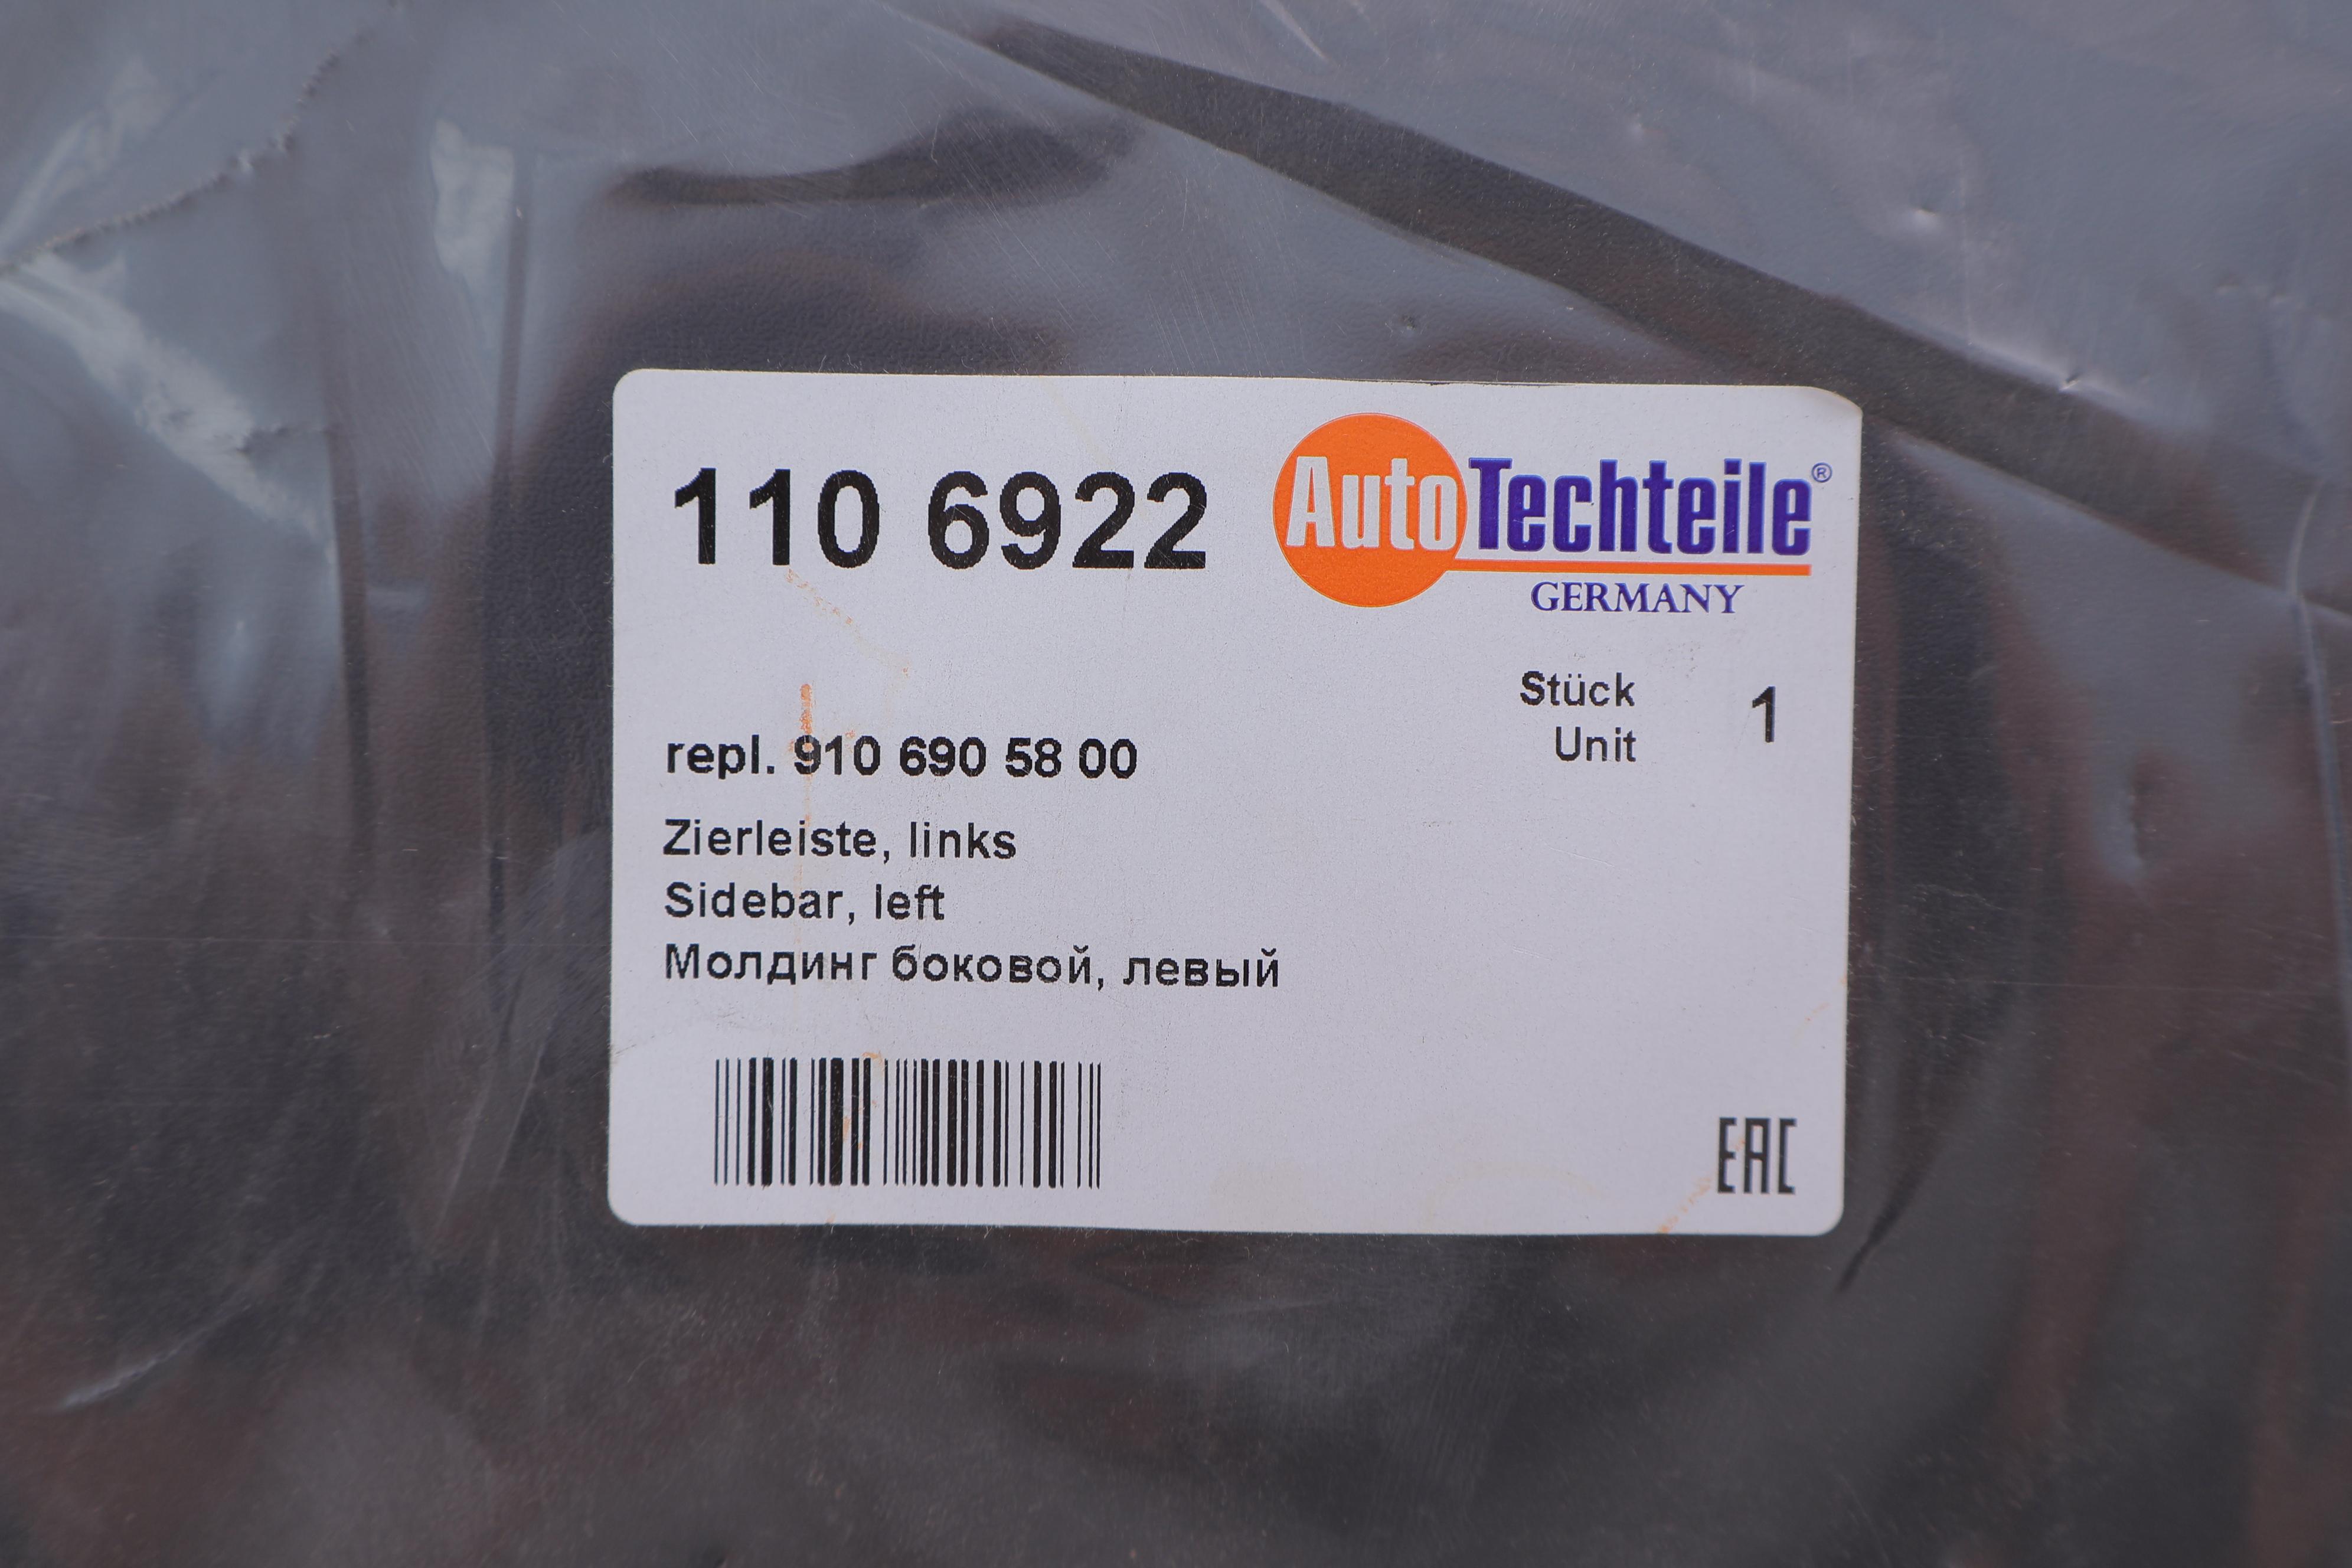 110 6922
AutoTechteile®
GERMANY
Stück 1
Unit
repl. 910 690 58 00
Zierleiste, links
Sidebar, left
Молдинг боковой, левый
EAC